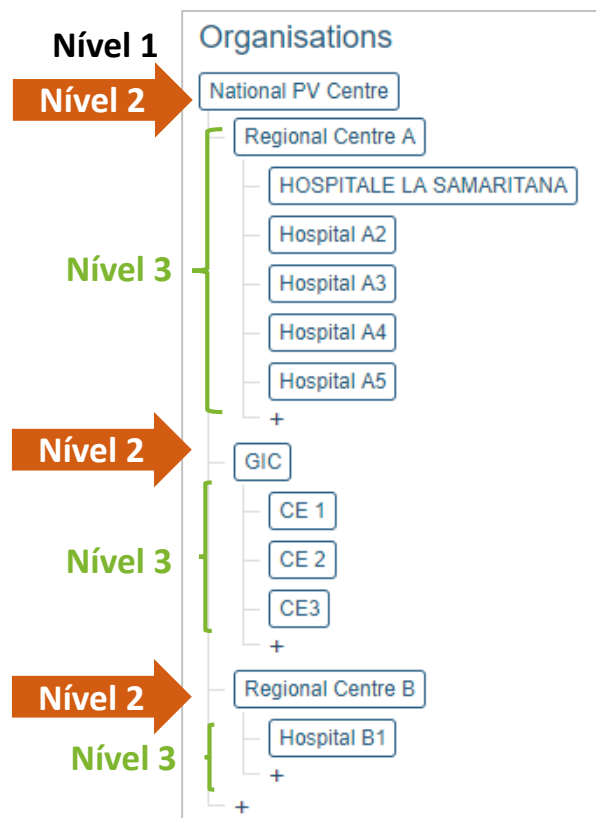 Nível 1
Organisations
Nível 2
National PV Centre
Regional Centre A
HOSPITALE LA SAMARITANA
Hospital A2
Nível 3
Hospital A3
Hospital A4
Hospital A5
+
Nível 2
GIC
CE 1
Nível 3
CE 2
CE3
+
Nível 2
Regional Centre B
Hospital B1
Nível 3
+
+